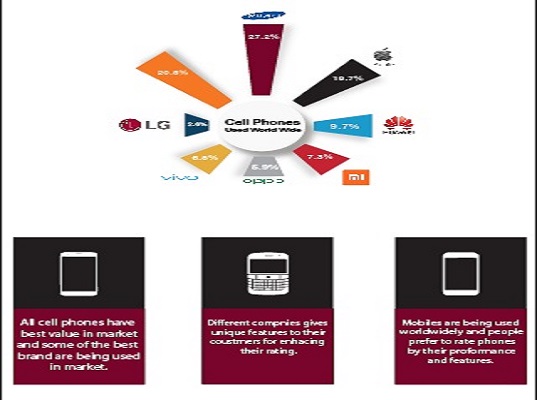 27.2%
20.8%
19.7%
LG
2.6%
Cell Phones
Used World Wide
9.7%
HUAWEI
6.6%
5.9%
7.3%
vivo
oppo
MI
All cell phones have
best value in market
and some of the best
brand are being used
in market.
Different compnies gives
unique features to their
coustmers for enhacing
their rating.
Mobiles are being used
worldwidely and people
prefer to rate phones
by their proformance
and features.